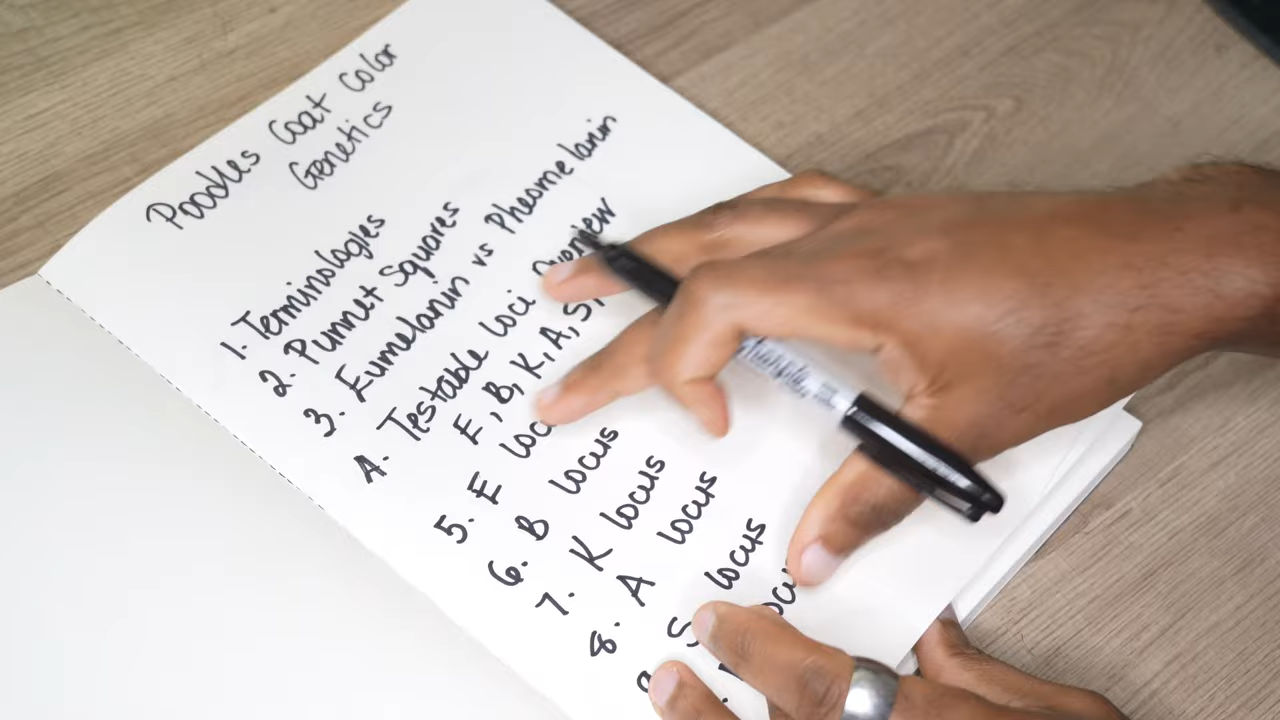 Poodles Coat Color
Genetics
1. Terminologies
2. Punnet Squares
3. Eumelanin vs Pheomelanin
4. Testable Loci Overview
E, B, K, A, S,
5. E
6. B locus
7. K locus
8. A locus
S locus